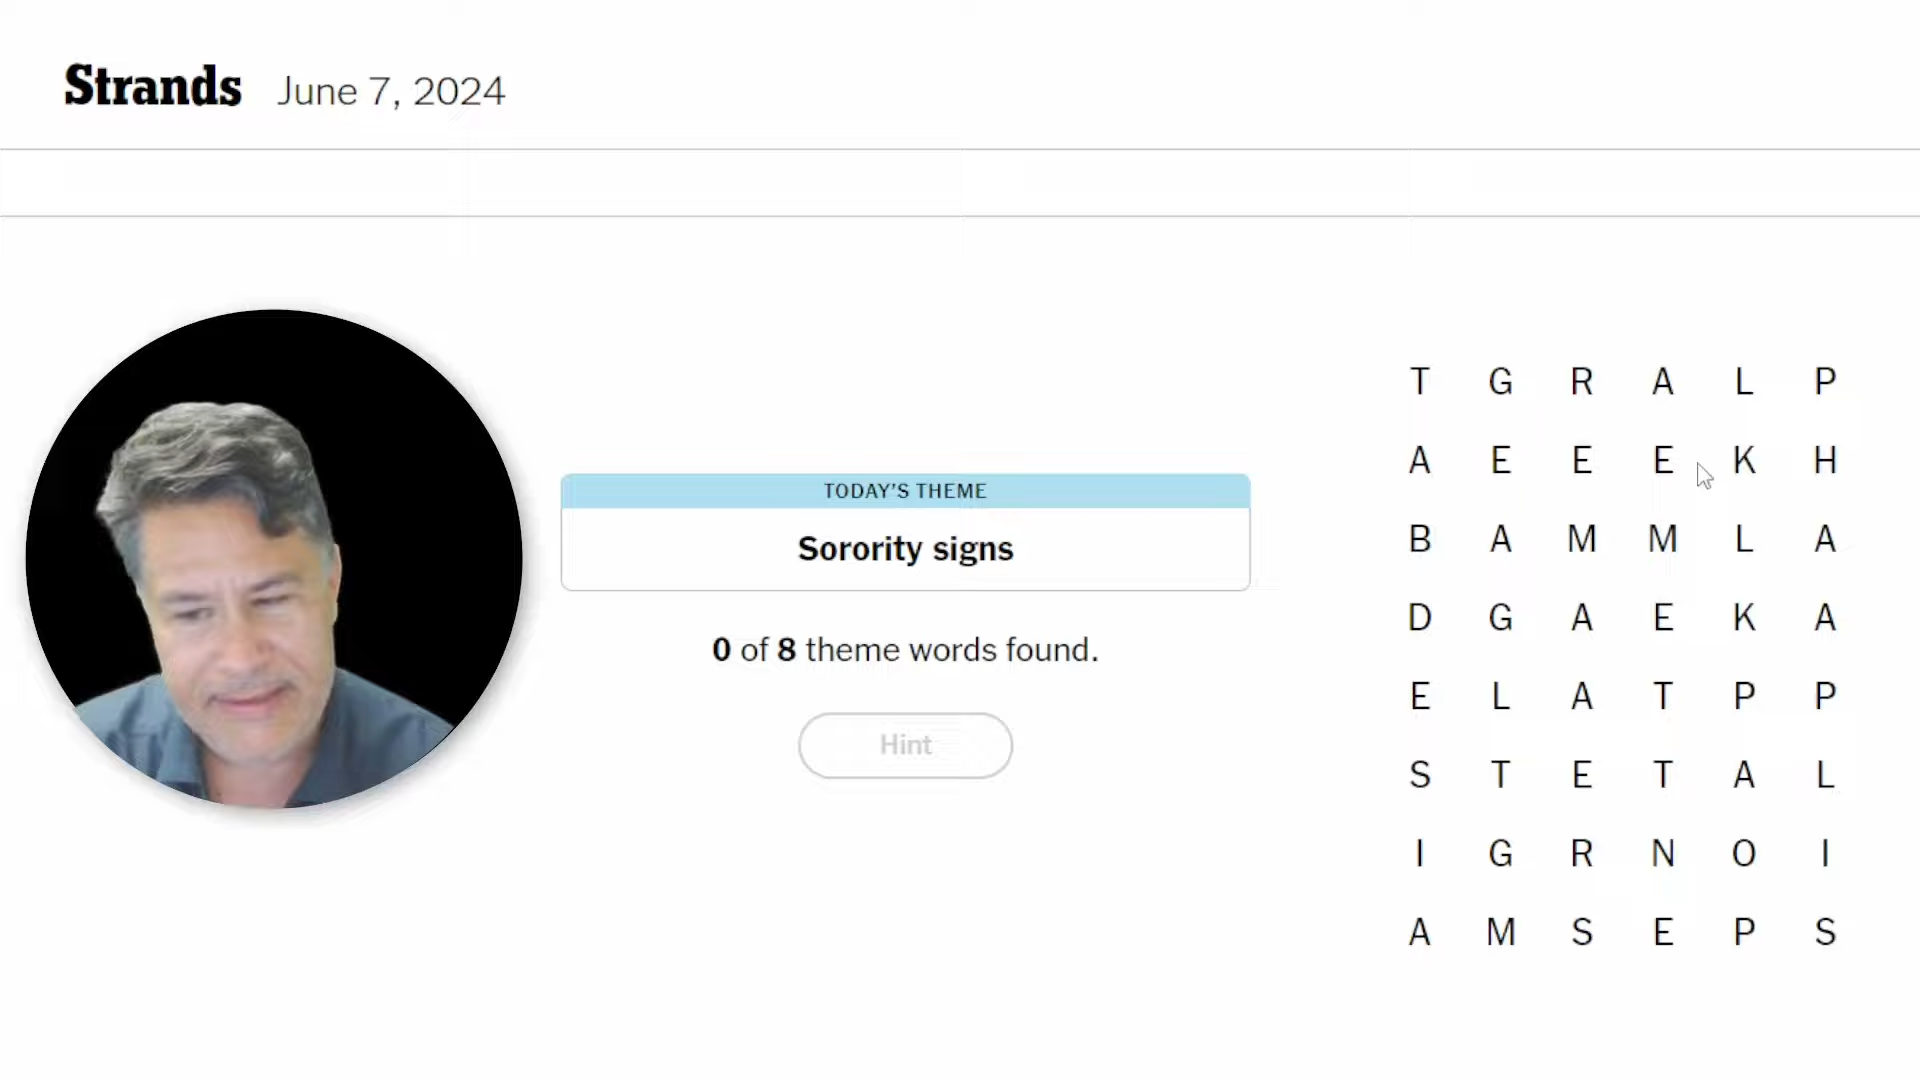 Strands June 7, 2024
TODAY'S THEME
Sorority signs
0 of 8 theme words found.
Hint
T G R A L P
A E E E K H
B A M M L A
D G A E K A
E L A T P P
S T E T A L
I G R N O I
A M S E P S